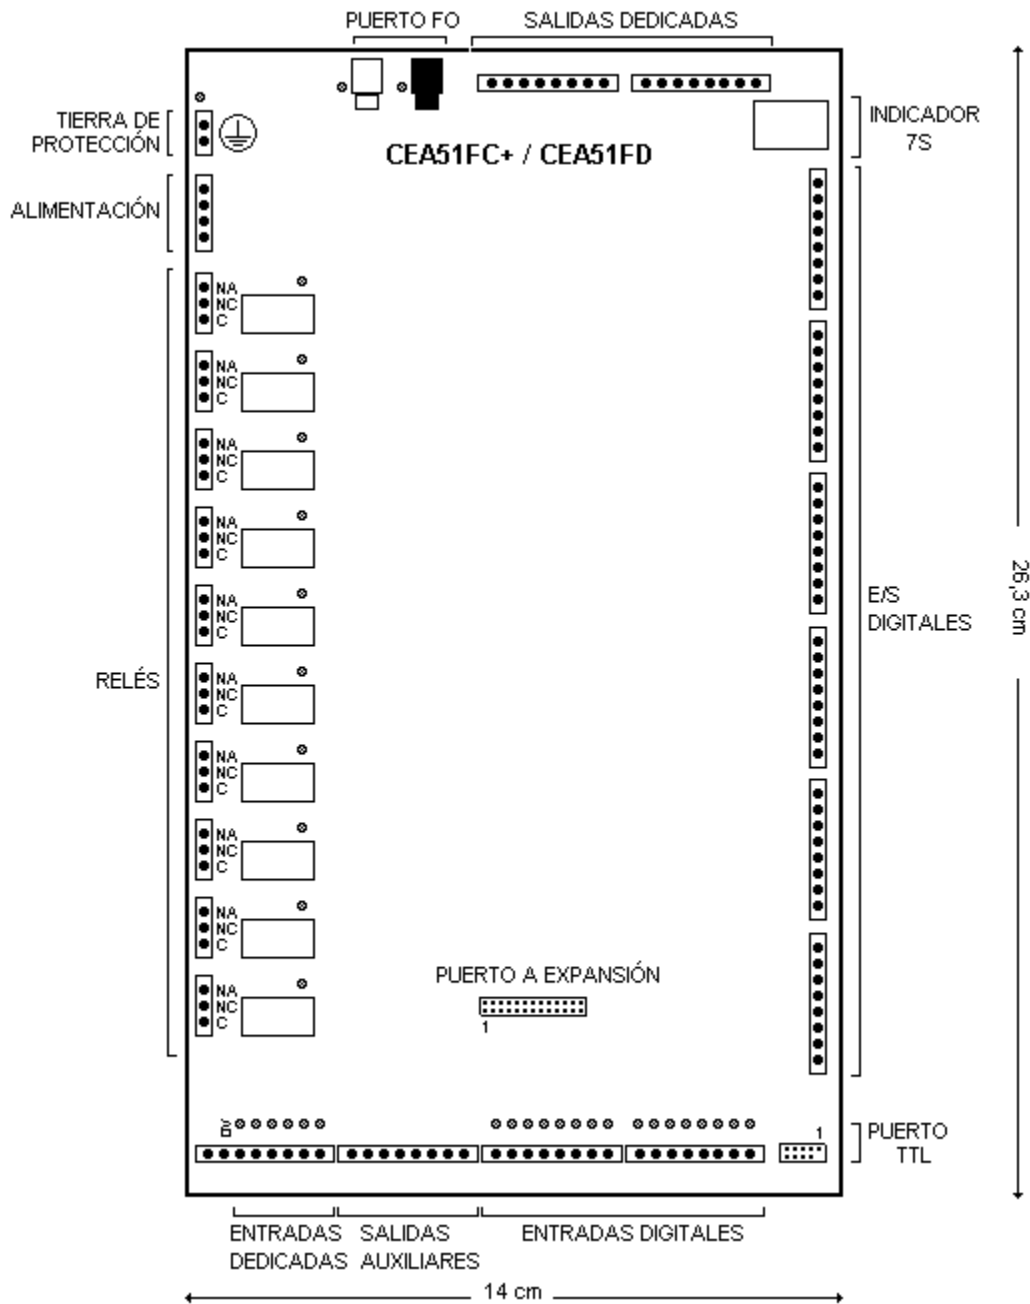 PUERTO FO
SALIDAS DEDICADAS
TIERRA DE
PROTECCIÓN
INDICADOR
7S
CEA51FC+ / CEA51FD
ALIMENTACIÓN
NA
NC
C
NA
NC
C
NA
NC
C
NA
NC
C
NA
NC
C
NA
NC
C
NA
NC
C
NA
NC
C
NA
NC
C
NA
NC
C
RELÉS
E/S
DIGITALES
26,3 cm
PUERTO A EXPANSIÓN
1
1
PUERTO
TTL
ENTRADAS
DEDICADAS
SALIDAS
AUXILIARES
ENTRADAS DIGITALES
14 cm